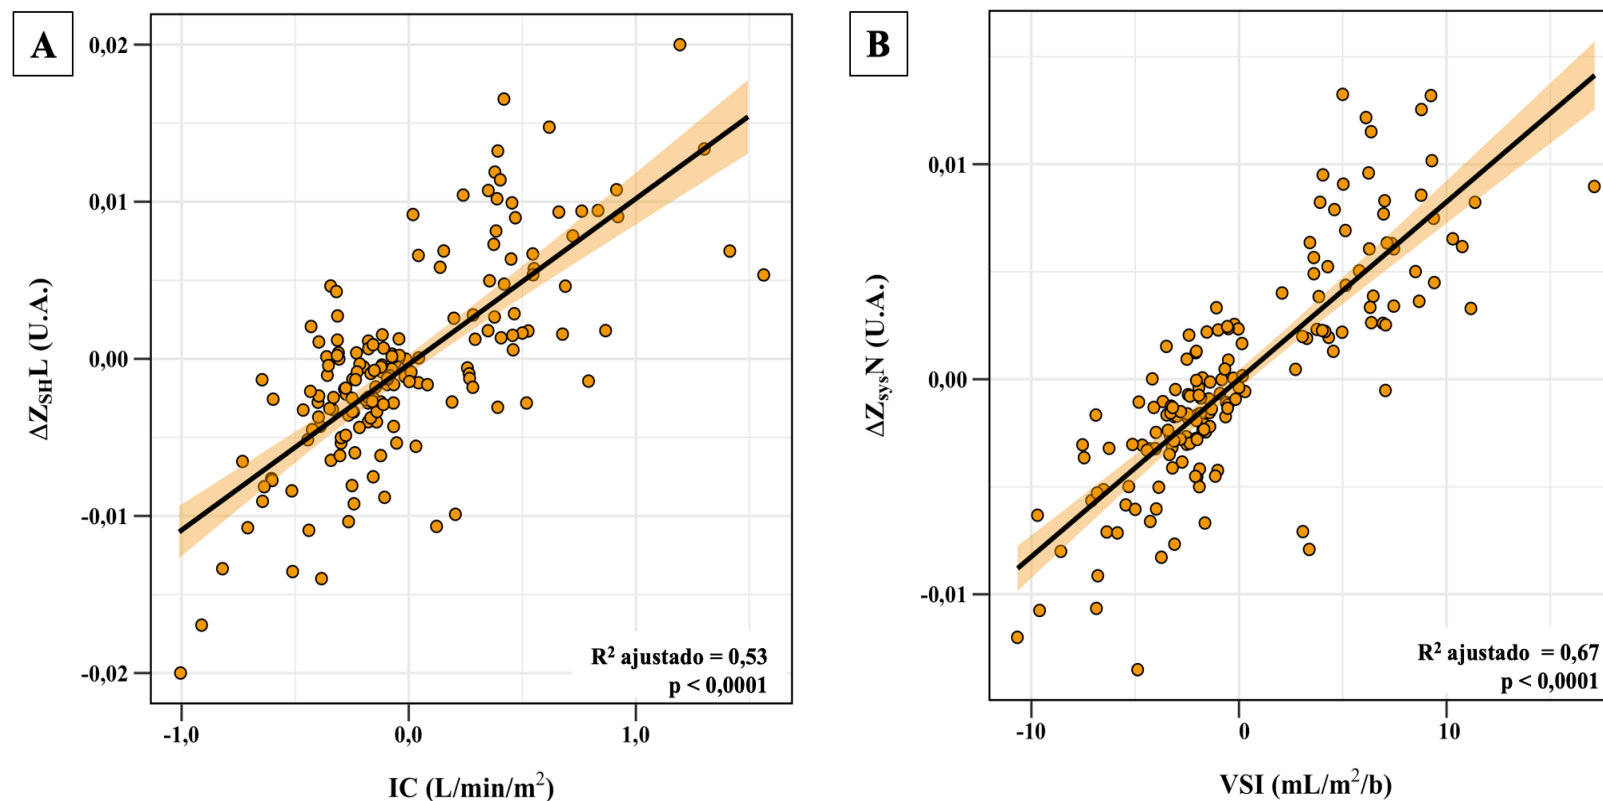 A
0,02
0,01
0,00
-0,01
-0,02
ΔZSHL (U.A.)
R² ajustado = 0,53
p < 0,0001
-1,0 0,0 1,0
IC (L/min/m²)
B
0,01
0,00
-0,01
ΔZsysN (U.A.)
R² ajustado = 0,67
p < 0,0001
-10 0 10
VSI (mL/m²/b)